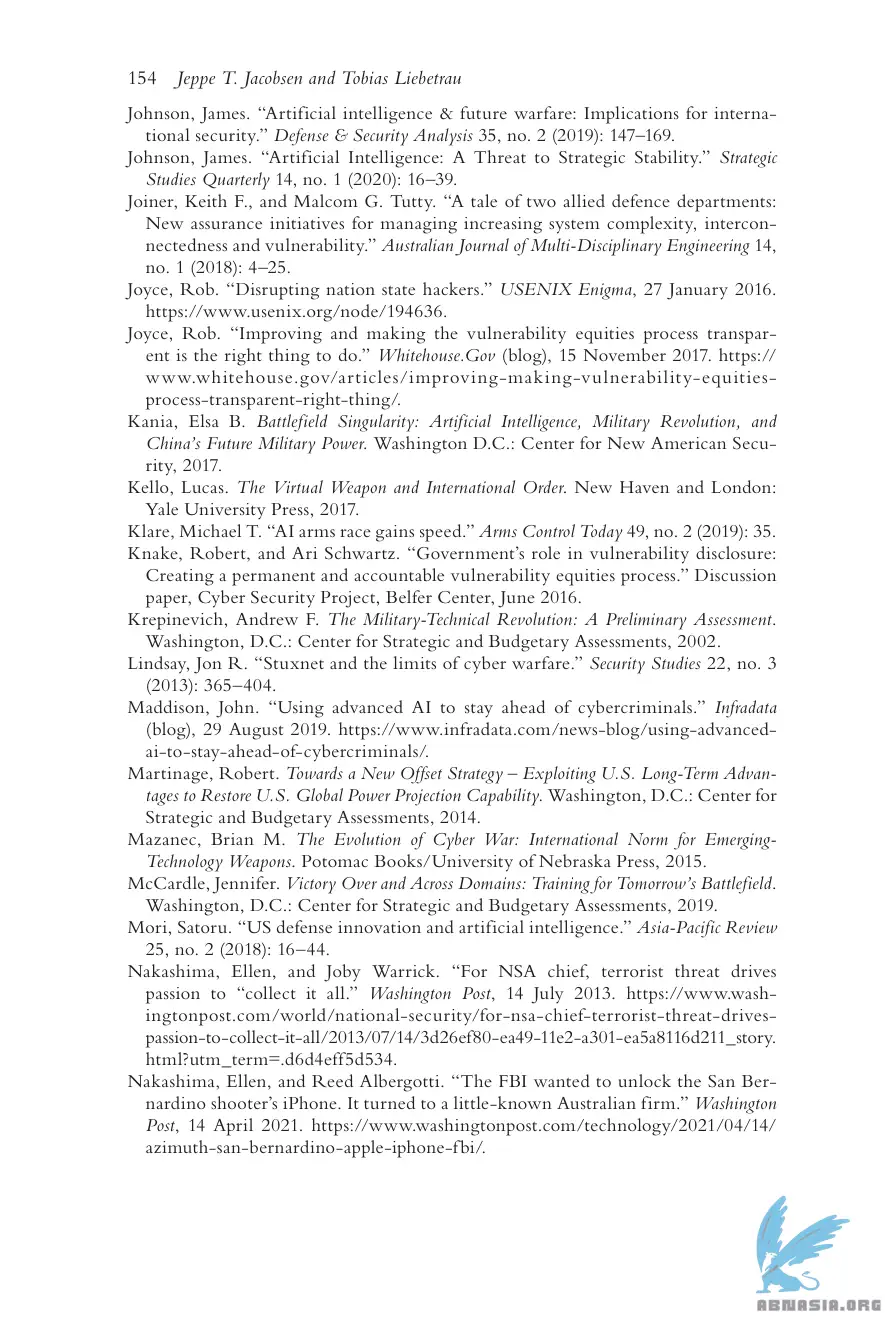 154 Jeppe T. Jacobsen and Tobias Liebetrau
Johnson, James. “Artificial intelligence & future warfare: Implications for interna-
tional security.” Defense & Security Analysis 35, no. 2 (2019): 147–169.
Johnson, James. “Artificial Intelligence: A Threat to Strategic Stability.” Strategic
Studies Quarterly 14, no. 1 (2020): 16–39.
Joiner, Keith F., and Malcom G. Tutty. “A tale of two allied defence departments:
New assurance initiatives for managing increasing system complexity, intercon-
nectedness and vulnerability.” Australian Journal of Multi-Disciplinary Engineering 14,
no. 1 (2018): 4–25.
Joyce, Rob. “Disrupting nation state hackers.” USENIX Enigma, 27 January 2016.
https://www.usenix.org/node/194636.
Joyce, Rob. “Improving and making the vulnerability equities process transpar-
ent is the right thing to do.” Whitehouse.Gov (blog), 15 November 2017. https://
www.whitehouse.gov/articles/improving-making-vulnerability-equities-
process-transparent-right-thing/.
Kania, Elsa B. Battlefield Singularity: Artificial Intelligence, Military Revolution, and
China’s Future Military Power. Washington D.C.: Center for New American Secu-
rity, 2017.
Kello, Lucas. The Virtual Weapon and International Order. New Haven and London:
Yale University Press, 2017.
Klare, Michael T. “AI arms race gains speed.” Arms Control Today 49, no. 2 (2019): 35.
Knake, Robert, and Ari Schwartz. “Government’s role in vulnerability disclosure:
Creating a permanent and accountable vulnerability equities process.” Discussion
paper, Cyber Security Project, Belfer Center, June 2016.
Krepinevich, Andrew F. The Military-Technical Revolution: A Preliminary Assessment.
Washington, D.C.: Center for Strategic and Budgetary Assessments, 2002.
Lindsay, Jon R. “Stuxnet and the limits of cyber warfare.” Security Studies 22, no. 3
(2013): 365–404.
Maddison, John. “Using advanced AI to stay ahead of cybercriminals.” Infradata
(blog), 29 August 2019. https://www.infradata.com/news-blog/using-advanced-
ai-to-stay-ahead-of-cybercriminals/.
Martinage, Robert. Towards a New Offset Strategy – Exploiting U.S. Long-Term Advan-
tages to Restore U.S. Global Power Projection Capability. Washington, D.C.: Center for
Strategic and Budgetary Assessments, 2014.
Mazanec, Brian M. The Evolution of Cyber War: International Norm for Emerging-
Technology Weapons. Potomac Books/University of Nebraska Press, 2015.
McCardle, Jennifer. Victory Over and Across Domains: Training for Tomorrow’s Battlefield.
Washington, D.C.: Center for Strategic and Budgetary Assessments, 2019.
Mori, Satoru. “US defense innovation and artificial intelligence.” Asia-Pacific Review
25, no. 2 (2018): 16–44.
Nakashima, Ellen, and Joby Warrick. “For NSA chief, terrorist threat drives
passion to “collect it all.” Washington Post, 14 July 2013. https://www.wash-
ingtonpost.com/world/national-security/for-nsa-chief-terrorist-threat-drives-
passion-to-collect-it-all/2013/07/14/3d26ef80-ea49-11e2-a301-ea5a8116d211_story.
html?utm_term=.d6d4eff5d534.
Nakashima, Ellen, and Reed Albergotti. “The FBI wanted to unlock the San Ber-
nardino shooter’s iPhone. It turned to a little-known Australian firm.” Washington
Post, 14 April 2021. https://www.washingtonpost.com/technology/2021/04/14/
azimuth-san-bernardino-apple-iphone-fbi/.
ABNASIA.ORG